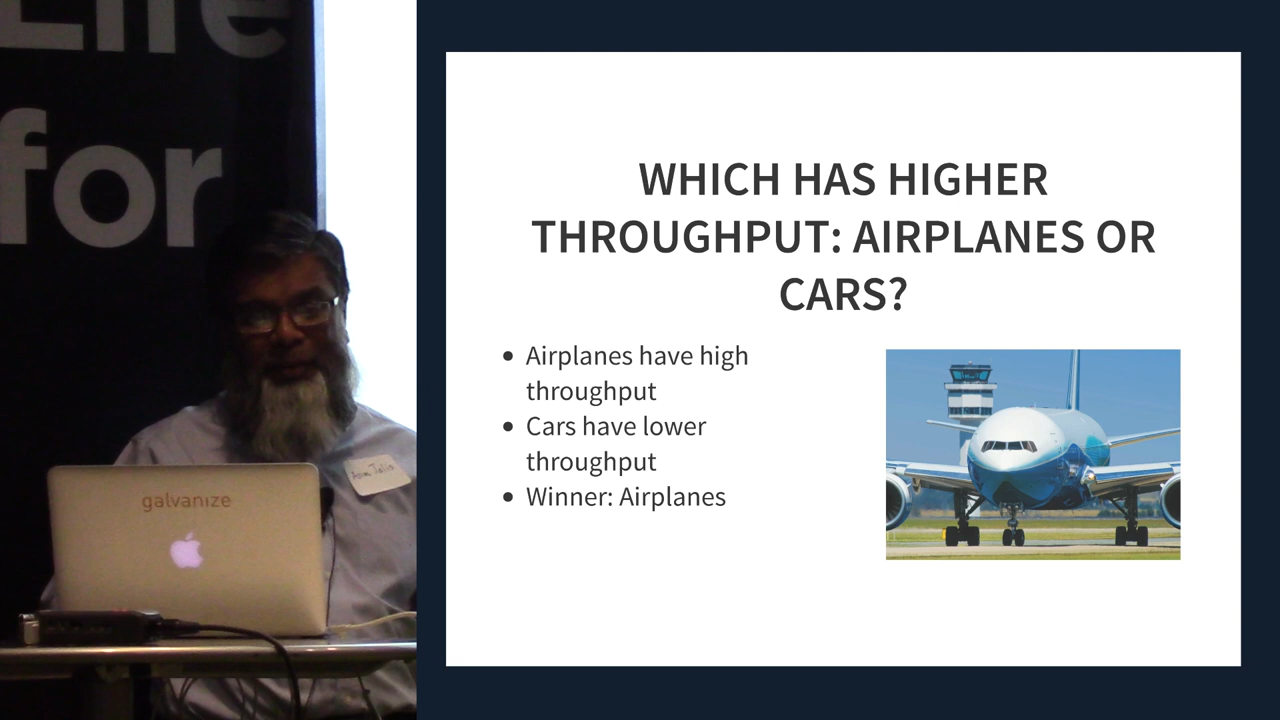 Life
for
galvanize
WHICH HAS HIGHER
THROUGHPUT: AIRPLANES OR
CARS?
• Airplanes have high
throughput
• Cars have lower
throughput
• Winner: Airplanes